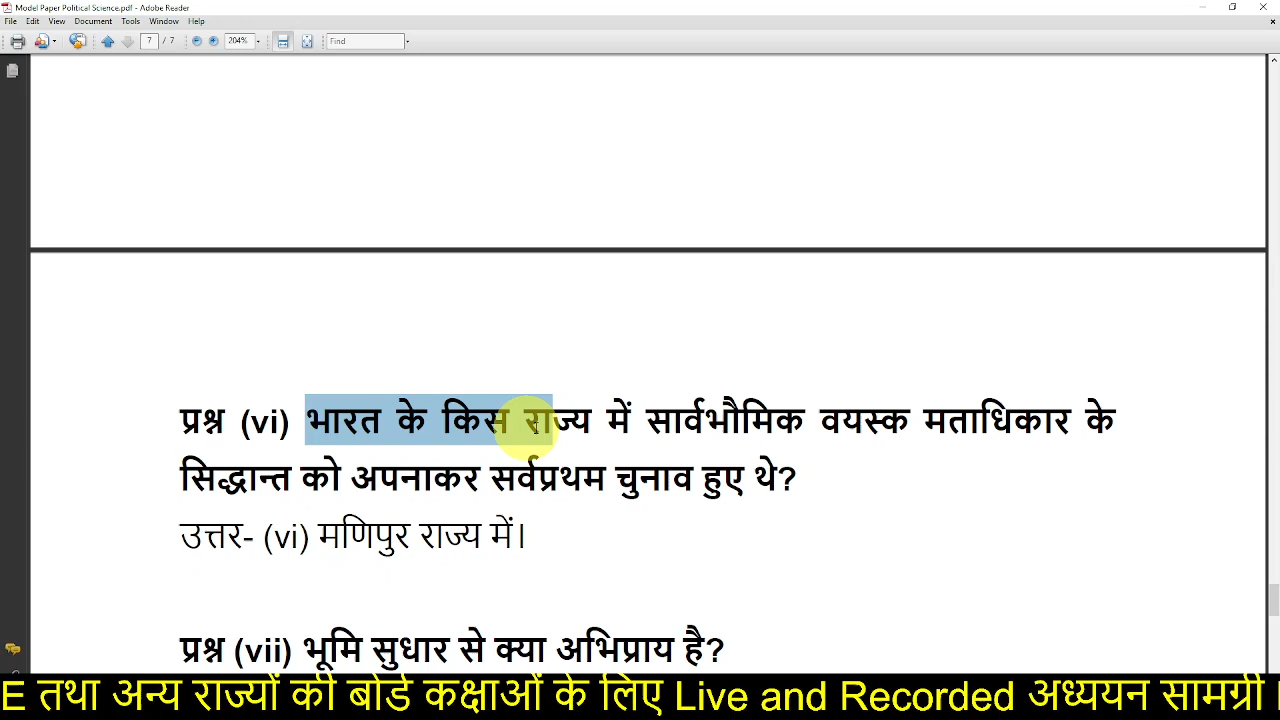 Model Paper Political Science.pdf - Adobe Reader
File Edit View Document Tools Window Help
7 / 7 204% Find
प्रश्न (vi) भारत के किस राज्य में सार्वभौमिक वयस्क मताधिकार के
सिद्धान्त को अपनाकर सर्वप्रथम चुनाव हुए थे?
उत्तर- (vi) मणिपुर राज्य में।
प्रश्न (vii) भूमि सुधार से क्या अभिप्राय है?
E तथा अन्य राज्यों की बोर्ड कक्षाओं के लिए Live and Recorded अध्ययन सामग्री